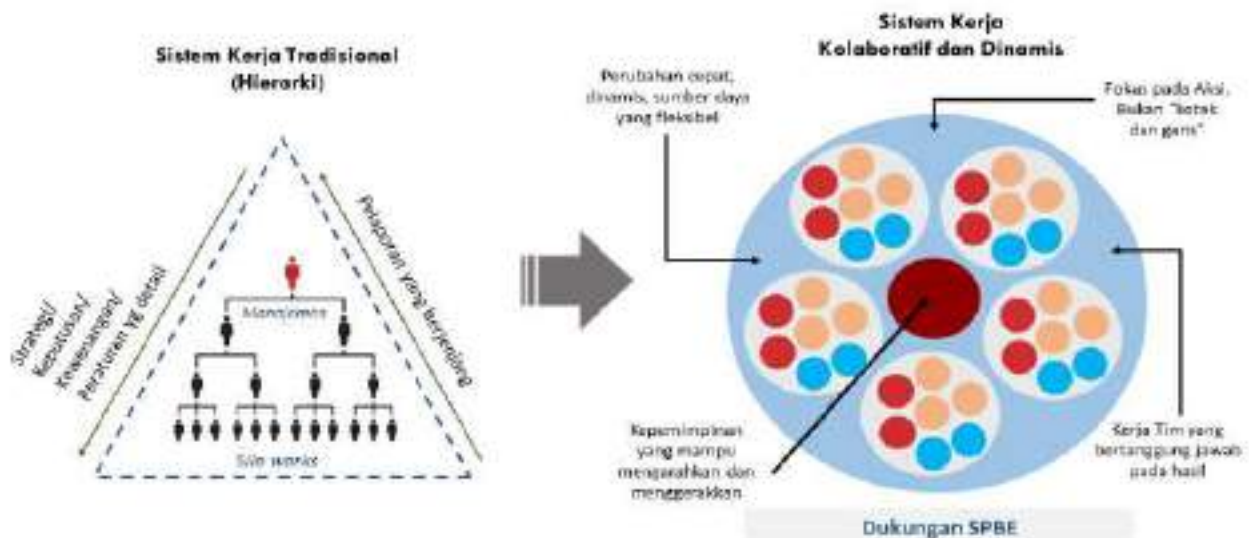 Sistem Kerja Tradisional
(Hierarki)
Strategi/
Keputusan/
Kewenangan/
Peraturan yg detail
Pelaporan yang berjenjang
Manajemen
Silo works
Sistem Kerja
Kolaboratif dan Dinamis
Perubahan cepat,
dinamis, sumber daya
yang fleksibel
Fokus pada Aksi,
Bukan "kotak
dan garis"
Kepemimpinan
yang mampu
mengarahkan dan
menggerakkan
Kerja Tim yang
bertanggung jawab
pada hasil
Dukungan SPBE